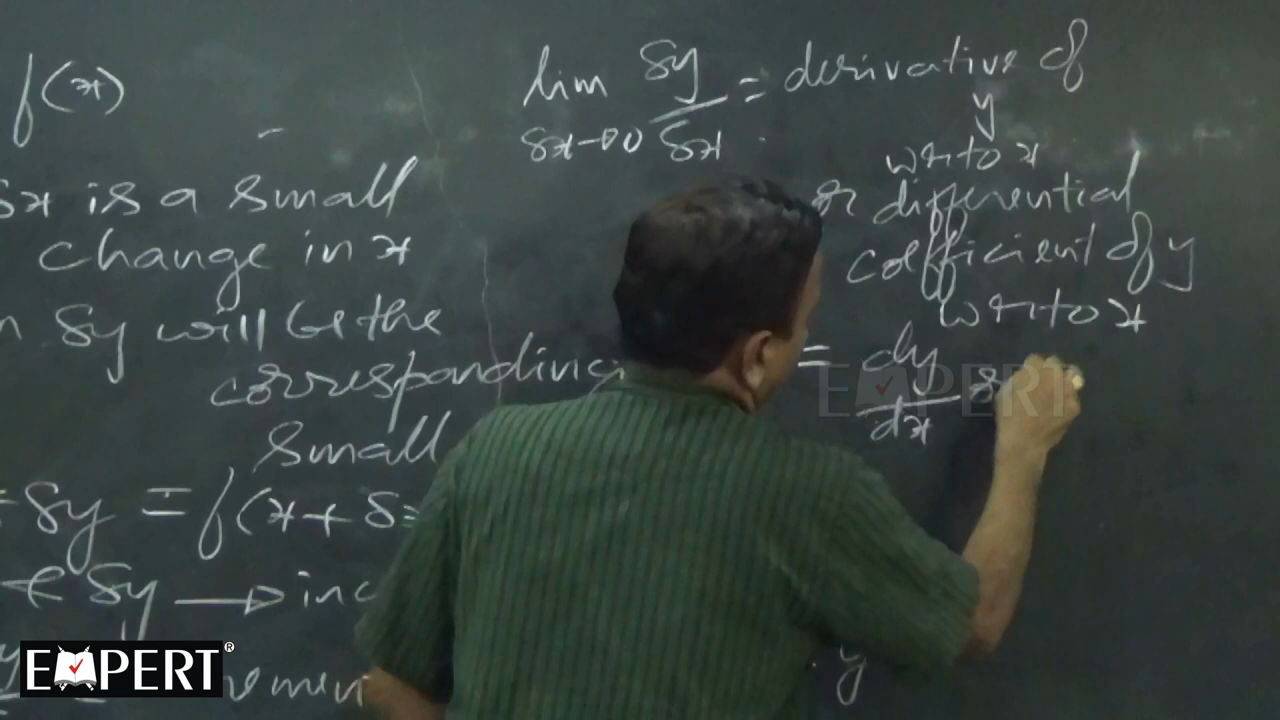 f(x)
δx is a small
change in x
δy will be the
corresponding
small
δy = f(x + δ
& δy → inc
lim δy/δx = derivative of
δx→0
y
w r to x
or differential
coefficient of y
w r to x
= dy/dx
y
EXPERT®
EXPERT